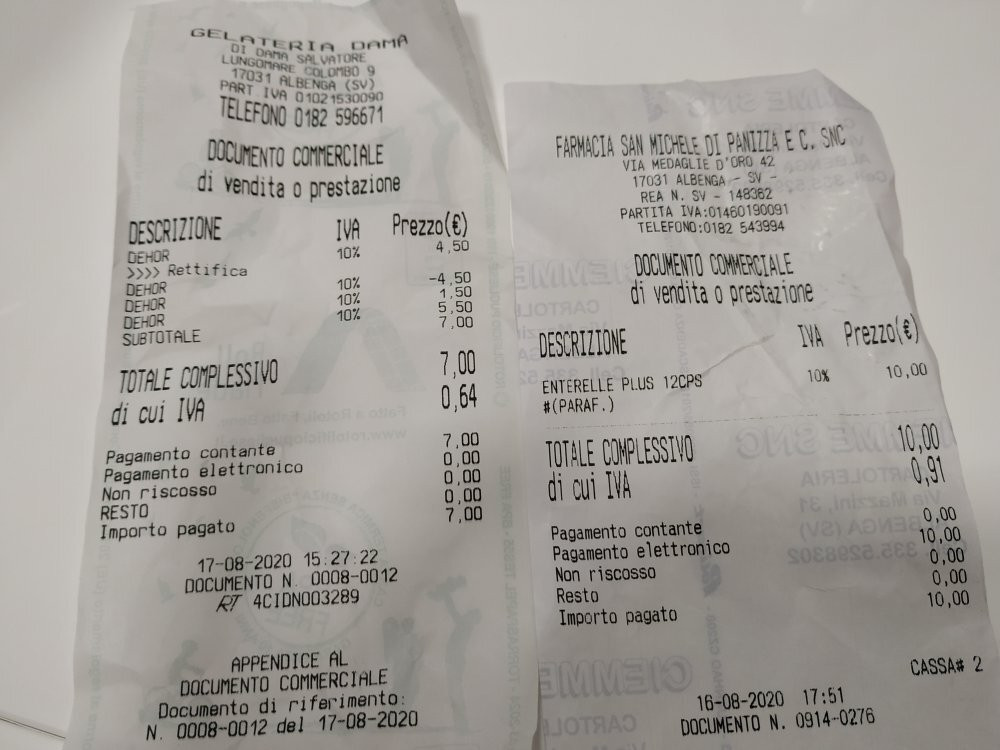 GELATERIA DAMA
DI DAMA SALVATORE
LUNGOMARE COLOMBO 9
17031 ALBENGA (SV)
PART IVA 01021530090
TELEFONO 0182 596671
DOCUMENTO COMMERCIALE
di vendita o prestazione
DESCRIZIONE IVA Prezzo(€)
DEHOR 10% 4,50
>>>> Rettifica
DEHOR 10% -4,50
DEHOR 10% 1,50
DEHOR 10% 5,50
SUBTOTALE 7,00
TOTALE COMPLESSIVO 7,00
di cui IVA 0,64
Pagamento contante 7,00
Pagamento elettronico 0,00
Non riscosso 0,00
RESTO 0,00
Importo pagato 7,00
17-08-2020 15:27:22
DOCUMENTO N. 0008-0012
RT 4CIDN003289
APPENDICE AL
DOCUMENTO COMMERCIALE
Documento di riferimento:
N. 0008-0012 del 17-08-2020
FARMACIA SAN MICHELE DI PANIZZA E C. SNC
VIA MEDAGLIE D'ORO 42
17031 ALBENGA - SV -
REA N. SV - 148362
PARTITA IVA:01460190091
TELEFONO:0182 543994
DOCUMENTO COMMERCIALE
di vendita o prestazione
DESCRIZIONE IVA Prezzo(€)
ENTERELLE PLUS 12CPS 10% 10,00
#(PARAF.)
TOTALE COMPLESSIVO 10,00
di cui IVA 0,91
Pagamento contante 0,00
Pagamento elettronico 10,00
Non riscosso 0,00
Resto 0,00
Importo pagato 10,00
CASSA# 2
16-08-2020 17:51
DOCUMENTO N. 0914-0276